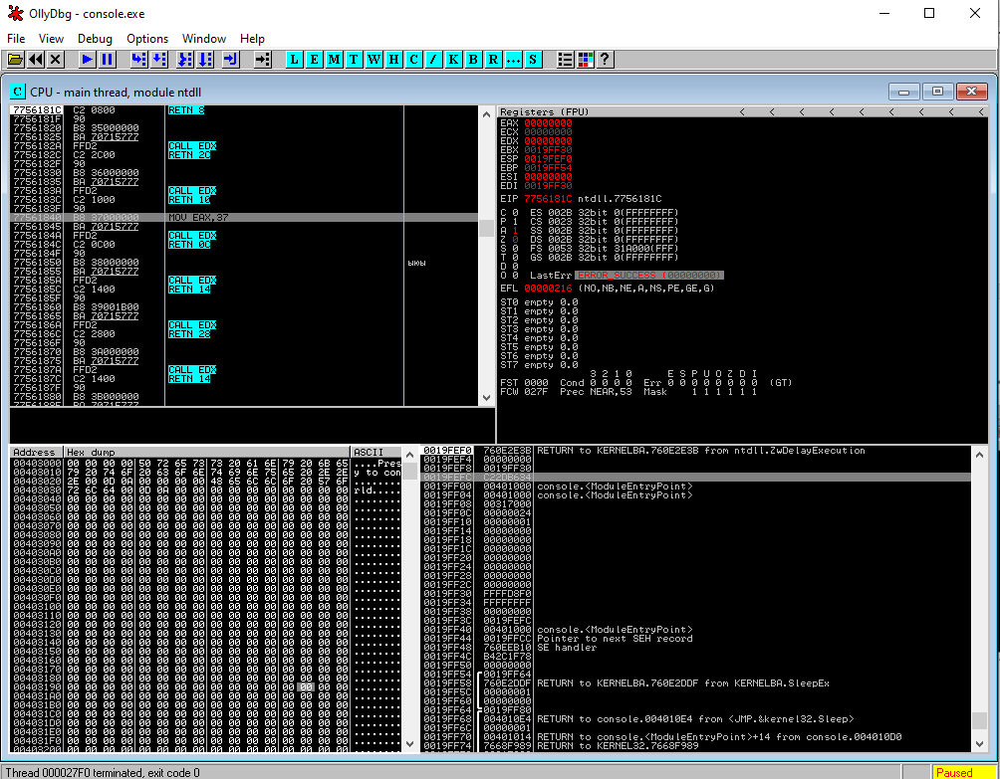 OllyDbg - console.exe
File View Debug Options Window Help
L E M T W H C / K B R ... S ?
C CPU - main thread, module ntdll
7756181C C2 0800 RETN 8
7756181F 90
77561820 B8 35000000
77561825 BA 70715777
7756182A FFD2 CALL EDX
7756182C C2 2C00 RETN 2C
7756182F 90
77561830 B8 36000000
77561835 BA 70715777
7756183A FFD2 CALL EDX
7756183C C2 1000 RETN 10
7756183F 90
77561840 B8 37000000 MOV EAX,37
77561845 BA 70715777
7756184A FFD2 CALL EDX
7756184C C2 0C00 RETN 0C
7756184F 90
77561850 B8 38000000 ыюы
77561855 BA 70715777
7756185A FFD2 CALL EDX
7756185C C2 1400 RETN 14
7756185F 90
77561860 B8 39001B00
77561865 BA 70715777
7756186A FFD2 CALL EDX
7756186C C2 2800 RETN 28
7756186F 90
77561870 B8 3A000000
77561875 BA 70715777
7756187A FFD2 CALL EDX
7756187C C2 1400 RETN 14
7756187F 90
77561880 B8 3B000000
77561885 BA 70715777
Registers (FPU) < < < < < < < <
EAX 00000000
ECX 00000000
EDX 00000000
EBX 0019FF30
ESP 0019FEF0
EBP 0019FF54
ESI 00000000
EDI 0019FF30
EIP 7756181C ntdll.7756181C
C 0 ES 002B 32bit 0(FFFFFFFF)
P 1 CS 0023 32bit 0(FFFFFFFF)
A 1 SS 002B 32bit 0(FFFFFFFF)
Z 0 DS 002B 32bit 0(FFFFFFFF)
S 0 FS 0053 32bit 31A000(FFF)
T 0 GS 002B 32bit 0(FFFFFFFF)
D 0
O 0 LastErr ERROR_SUCCESS (00000000)
EFL 00000216 (NO,NB,NE,A,NS,PE,GE,G)
ST0 empty 0.0
ST1 empty 0.0
ST2 empty 0.0
ST3 empty 0.0
ST4 empty 0.0
ST5 empty 0.0
ST6 empty 0.0
ST7 empty 0.0
3 2 1 0 E S P U O Z D I
FST 0000 Cond 0 0 0 0 Err 0 0 0 0 0 0 0 0 (GT)
FCW 027F Prec NEAR,53 Mask 1 1 1 1 1 1
Address Hex dump ASCII
00403000 00 00 00 00 50 72 65 73 73 20 61 6E 79 20 6B 65 ....Pres
00403010 79 20 74 6F 20 63 6F 6E 74 69 6E 75 65 20 2E 2E y to con
00403020 2E 00 0D 0A 00 00 00 00 48 65 6C 6C 6F 20 57 6F
00403030 72 6C 64 00 0D 0A 00 00 00 00 00 00 00 00 00 00 rld.....
00403040 00 00 00 00 00 00 00 00 00 00 00 00 00 00 00 00 ........
00403050 00 00 00 00 00 00 00 00 00 00 00 00 00 00 00 00 ........
00403060 00 00 00 00 00 00 00 00 00 00 00 00 00 00 00 00 ........
00403070 00 00 00 00 00 00 00 00 00 00 00 00 00 00 00 00 ........
00403080 00 00 00 00 00 00 00 00 00 00 00 00 00 00 00 00 ........
00403090 00 00 00 00 00 00 00 00 00 00 00 00 00 00 00 00 ........
004030A0 00 00 00 00 00 00 00 00 00 00 00 00 00 00 00 00 ........
004030B0 00 00 00 00 00 00 00 00 00 00 00 00 00 00 00 00 ........
004030C0 00 00 00 00 00 00 00 00 00 00 00 00 00 00 00 00 ........
004030D0 00 00 00 00 00 00 00 00 00 00 00 00 00 00 00 00 ........
004030E0 00 00 00 00 00 00 00 00 00 00 00 00 00 00 00 00 ........
004030F0 00 00 00 00 00 00 00 00 00 00 00 00 00 00 00 00 ........
00403100 00 00 00 00 00 00 00 00 00 00 00 00 00 00 00 00 ........
00403110 00 00 00 00 00 00 00 00 00 00 00 00 00 00 00 00 ........
00403120 00 00 00 00 00 00 00 00 00 00 00 00 00 00 00 00 ........
00403130 00 00 00 00 00 00 00 00 00 00 00 00 00 00 00 00 ........
00403140 00 00 00 00 00 00 00 00 00 00 00 00 00 00 00 00 ........
00403150 00 00 00 00 00 00 00 00 00 00 00 00 00 00 00 00 ........
00403160 00 00 00 00 00 00 00 00 00 00 00 00 00 00 00 00 ........
00403170 00 00 00 00 00 00 00 00 00 00 00 00 00 00 00 00 ........
00403180 00 00 00 00 00 00 00 00 00 00 00 00 00 00 00 00 ........
00403190 00 00 00 00 00 00 00 00 00 00 00 00 00 00 00 00 ........
004031A0 00 00 00 00 00 00 00 00 00 00 00 00 00 00 00 00 ........
004031B0 00 00 00 00 00 00 00 00 00 00 00 00 00 00 00 00 ........
004031C0 00 00 00 00 00 00 00 00 00 00 00 00 00 00 00 00 ........
004031D0 00 00 00 00 00 00 00 00 00 00 00 00 00 00 00 00 ........
004031E0 00 00 00 00 00 00 00 00 00 00 00 00 00 00 00 00 ........
004031F0 00 00 00 00 00 00 00 00 00 00 00 00 00 00 00 00 ........
00403200 00 00 00 00 00 00 00 00 00 00 00 00 00 00 00 00 ........
0019FEF0 760E2E3B RETURN to KERNELBA.760E2E3B from ntdll.ZwDelayExecution
0019FEF4 00000000
0019FEF8 0019FF30
0019FEFC C22DB634
0019FF00 00401000 console.<ModuleEntryPoint>
0019FF04 00401000 console.<ModuleEntryPoint>
0019FF08 00317000
0019FF0C 00000024
0019FF10 00000001
0019FF14 00000000
0019FF18 00000000
0019FF1C 00000000
0019FF20 00000000
0019FF24 00000000
0019FF28 00000000
0019FF2C 00000000
0019FF30 FFFFD8F0
0019FF34 FFFFFFFF
0019FF38 00000000
0019FF3C 0019FEFC
0019FF40 00401000 console.<ModuleEntryPoint>
0019FF44 0019FFCC Pointer to next SEH record
0019FF48 760EEB10 SE handler
0019FF4C B42C1F78
0019FF50 00000000
0019FF54 0019FF64
0019FF58 760E2DDF RETURN to KERNELBA.760E2DDF from KERNELBA.SleepEx
0019FF5C 00000001
0019FF60 00000000
0019FF64 0019FF80
0019FF68 004010E4 RETURN to console.004010E4 from <JMP.&kernel32.Sleep>
0019FF6C 00000001
0019FF70 00401014 RETURN to console.<ModuleEntryPoint>+14 from console.004010D0
0019FF74 7668F989 RETURN to KERNEL32.7668F989
Thread 000027F0 terminated, exit code 0 Paused